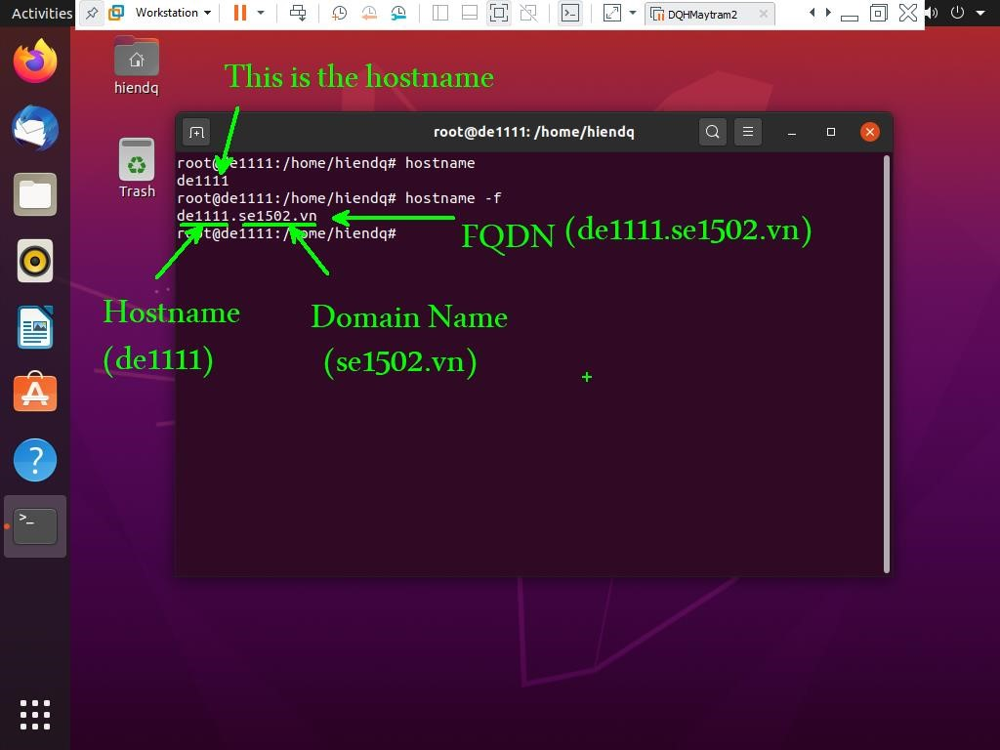 Activities
Workstation
DQHMaytram2
hiendq
This is the hostname
root@de1111: /home/hiendq
root@de1111:/home/hiendq# hostname
de1111
Trash
root@de1111:/home/hiendq# hostname -f
de1111.se1502.vn
root@de1111:/home/hiendq#
FQDN (de1111.se1502.vn)
Hostname
(de1111)
Domain Name
(se1502.vn)